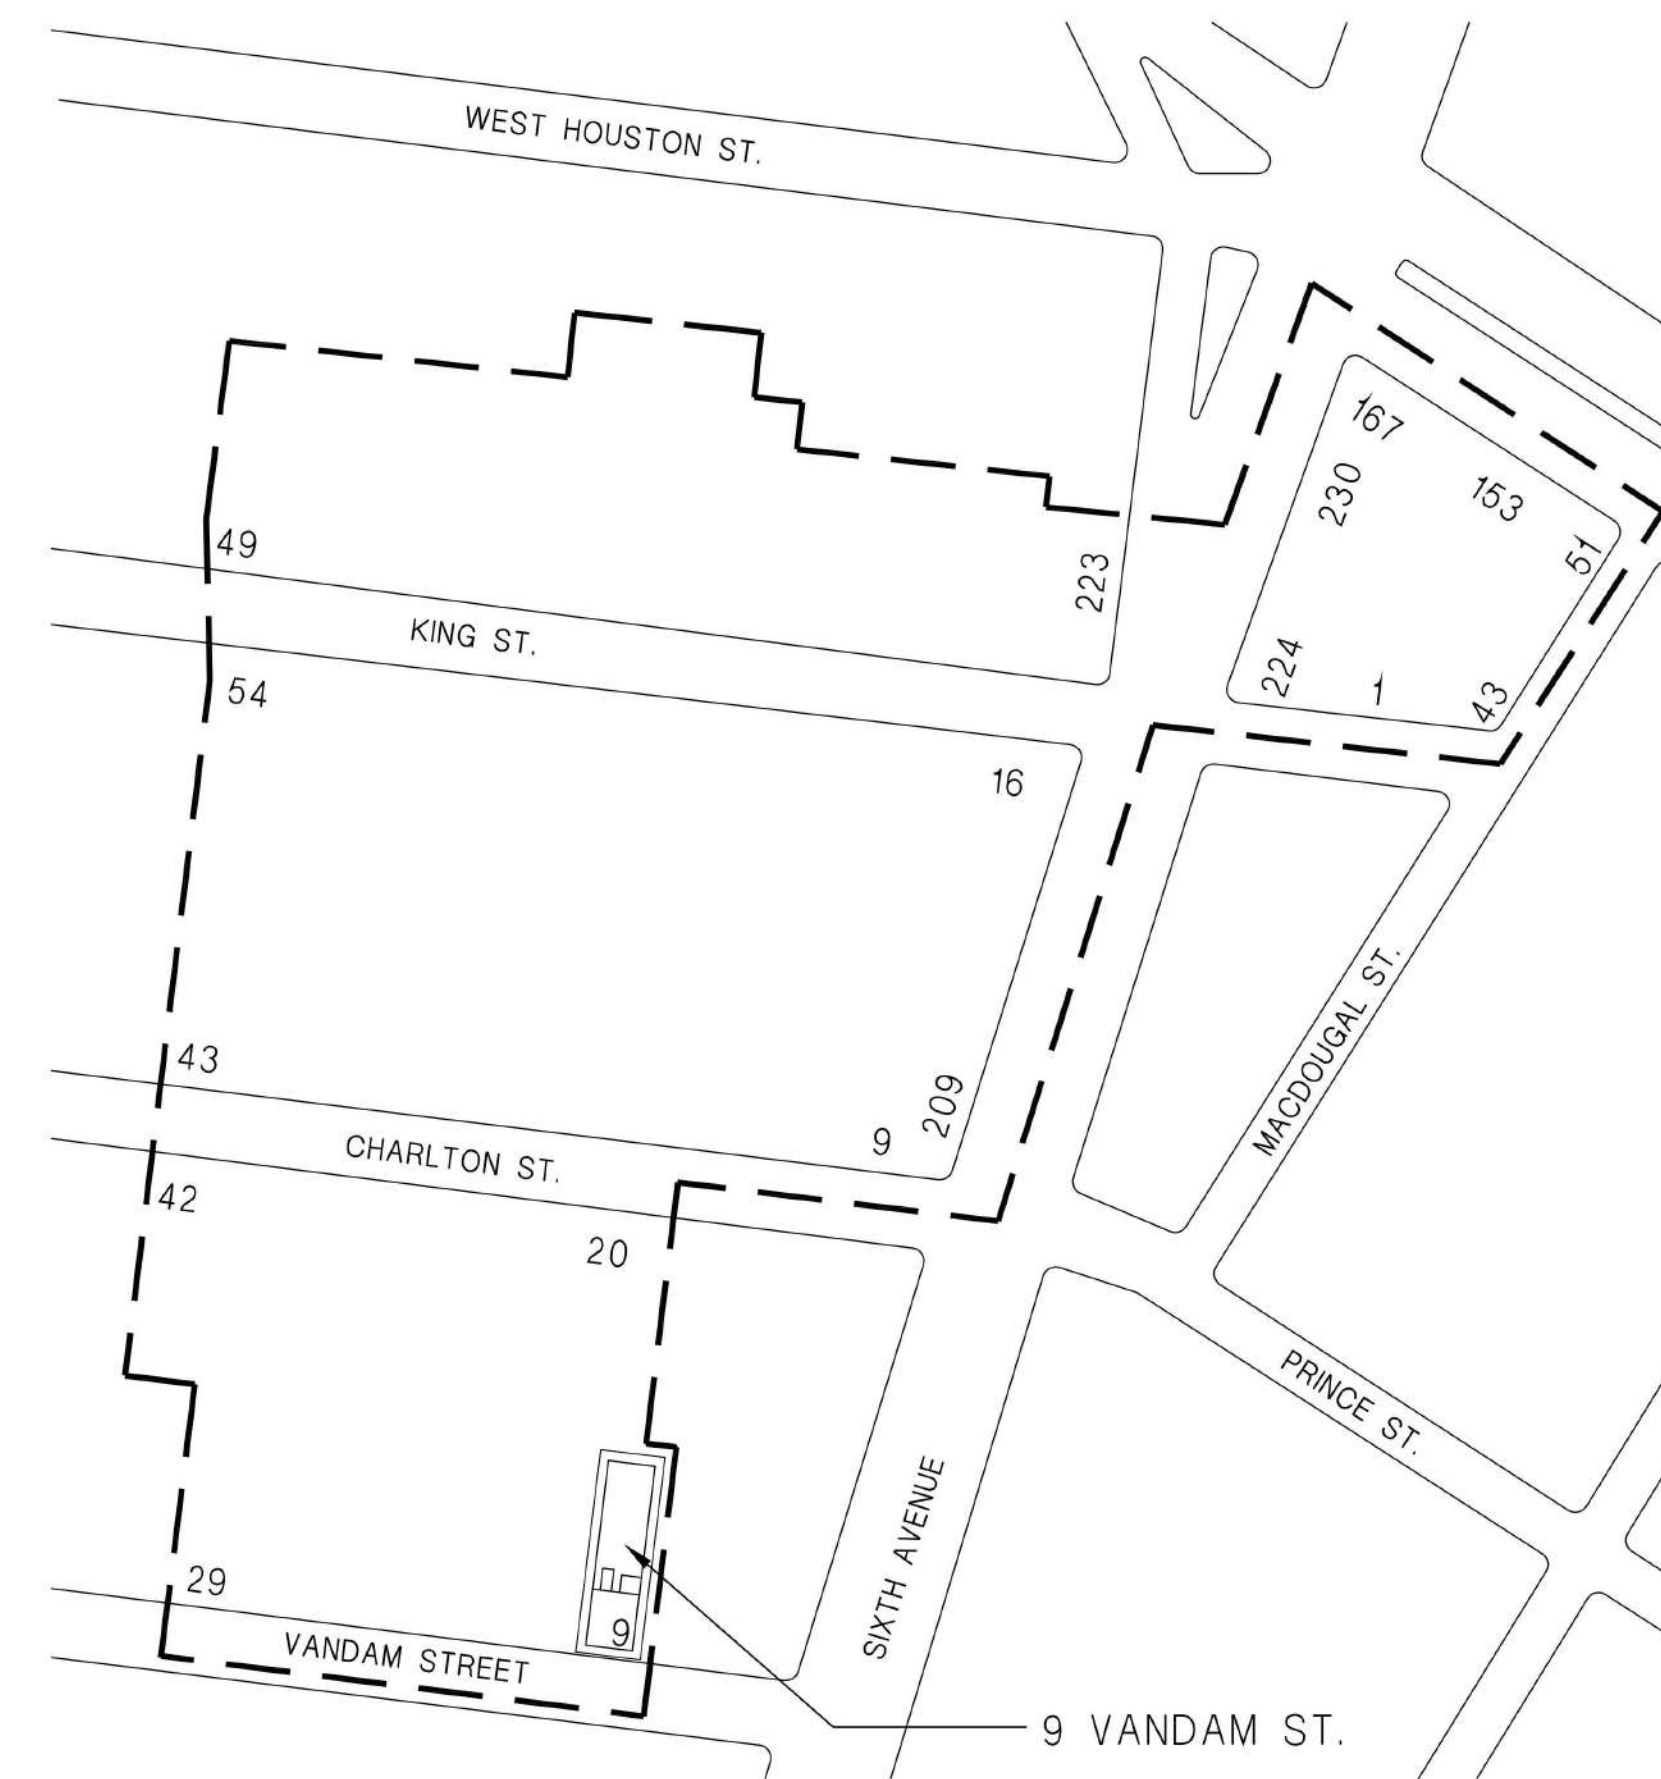 WEST HOUSTON ST.
167
230
153
51
49
223
KING ST.
224
1
43
54
16
MACDOUGAL ST.
43
209
9
CHARLTON ST.
42
20
PRINCE ST.
SIXTH AVENUE
29
9
VANDAM STREET
9 VANDAM ST.